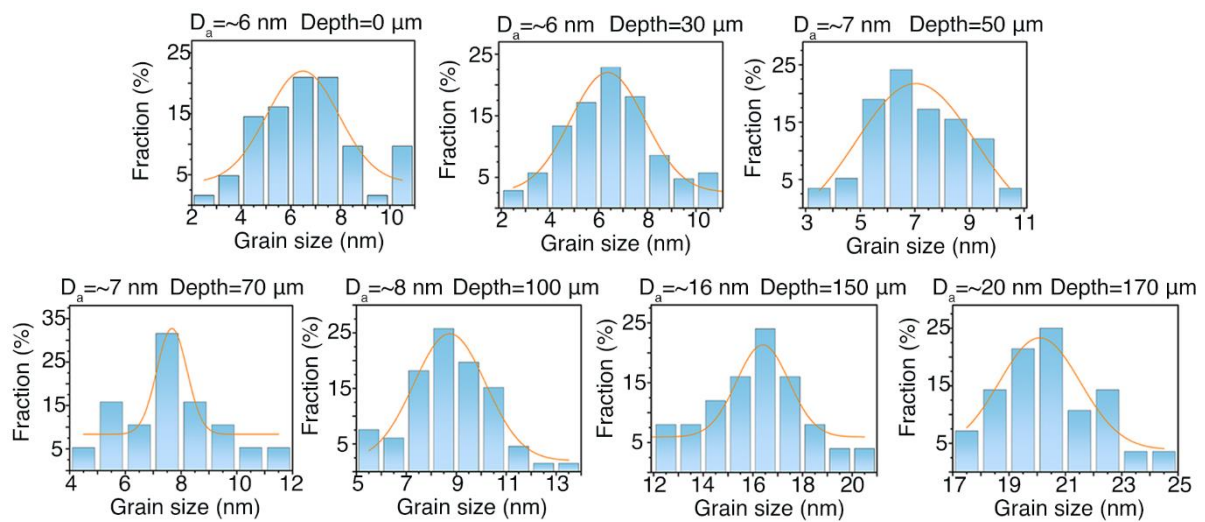 Dₐ=~6 nm Depth=0 µm
Fraction (%)
25
15
5
2 4 6 8 10
Grain size (nm)
Dₐ=~6 nm Depth=30 µm
Fraction (%)
25
15
5
2 4 6 8 10
Grain size (nm)
Dₐ=~7 nm Depth=50 µm
Fraction (%)
25
15
5
3 5 7 9 11
Grain size (nm)
Dₐ=~7 nm Depth=70 µm
Fraction (%)
35
25
15
5
4 6 8 10 12
Grain size (nm)
Dₐ=~8 nm Depth=100 µm
Fraction (%)
25
15
5
5 7 9 11 13
Grain size (nm)
Dₐ=~16 nm Depth=150 µm
Fraction (%)
25
15
5
12 14 16 18 20
Grain size (nm)
Dₐ=~20 nm Depth=170 µm
Fraction (%)
25
15
5
17 19 21 23 25
Grain size (nm)